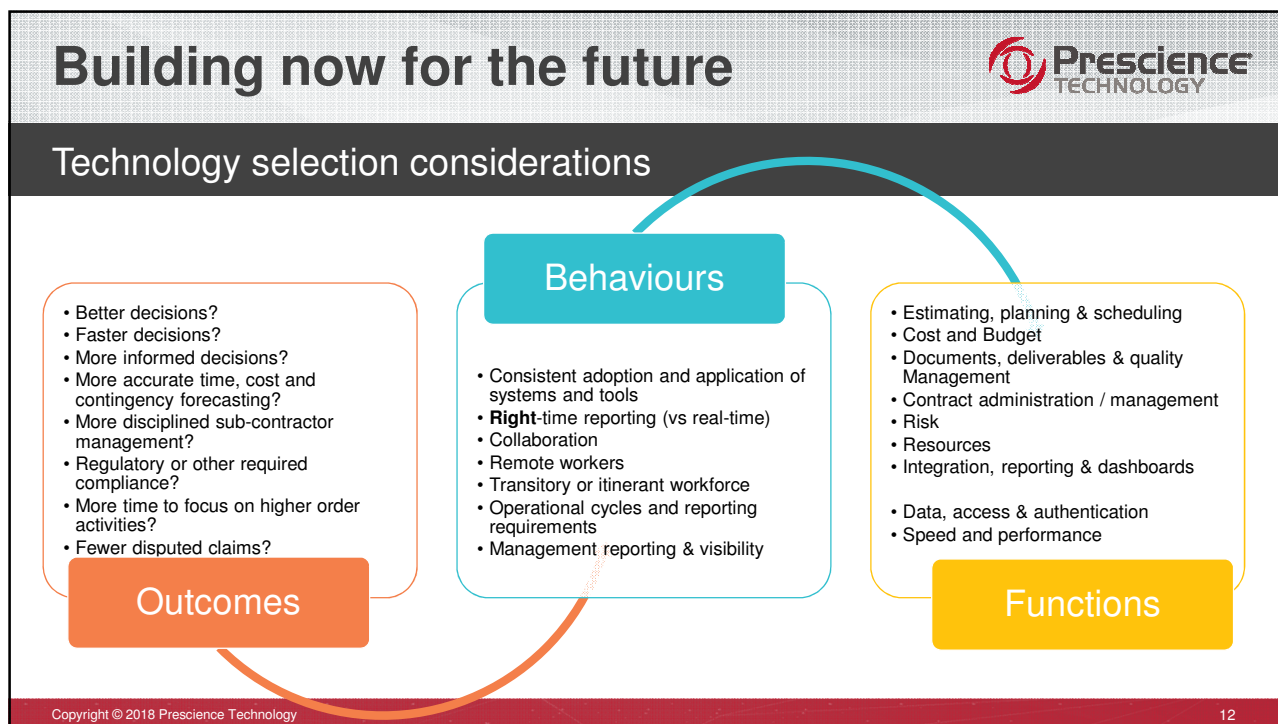 Building now for the future
Prescience
TECHNOLOGY
Technology selection considerations
• Better decisions?
• Faster decisions?
• More informed decisions?
• More accurate time, cost and
contingency forecasting?
• More disciplined sub-contractor
management?
• Regulatory or other required
compliance?
• More time to focus on higher order
activities?
• Fewer disputed claims?
Outcomes
Behaviours
• Consistent adoption and application of
systems and tools
• Right-time reporting (vs real-time)
• Collaboration
• Remote workers
• Transitory or itinerant workforce
• Operational cycles and reporting
requirements
• Management reporting & visibility
• Estimating, planning & scheduling
• Cost and Budget
• Documents, deliverables & quality
Management
• Contract administration / management
• Risk
• Resources
• Integration, reporting & dashboards
• Data, access & authentication
• Speed and performance
Functions
Copyright © 2018 Prescience Technology
12